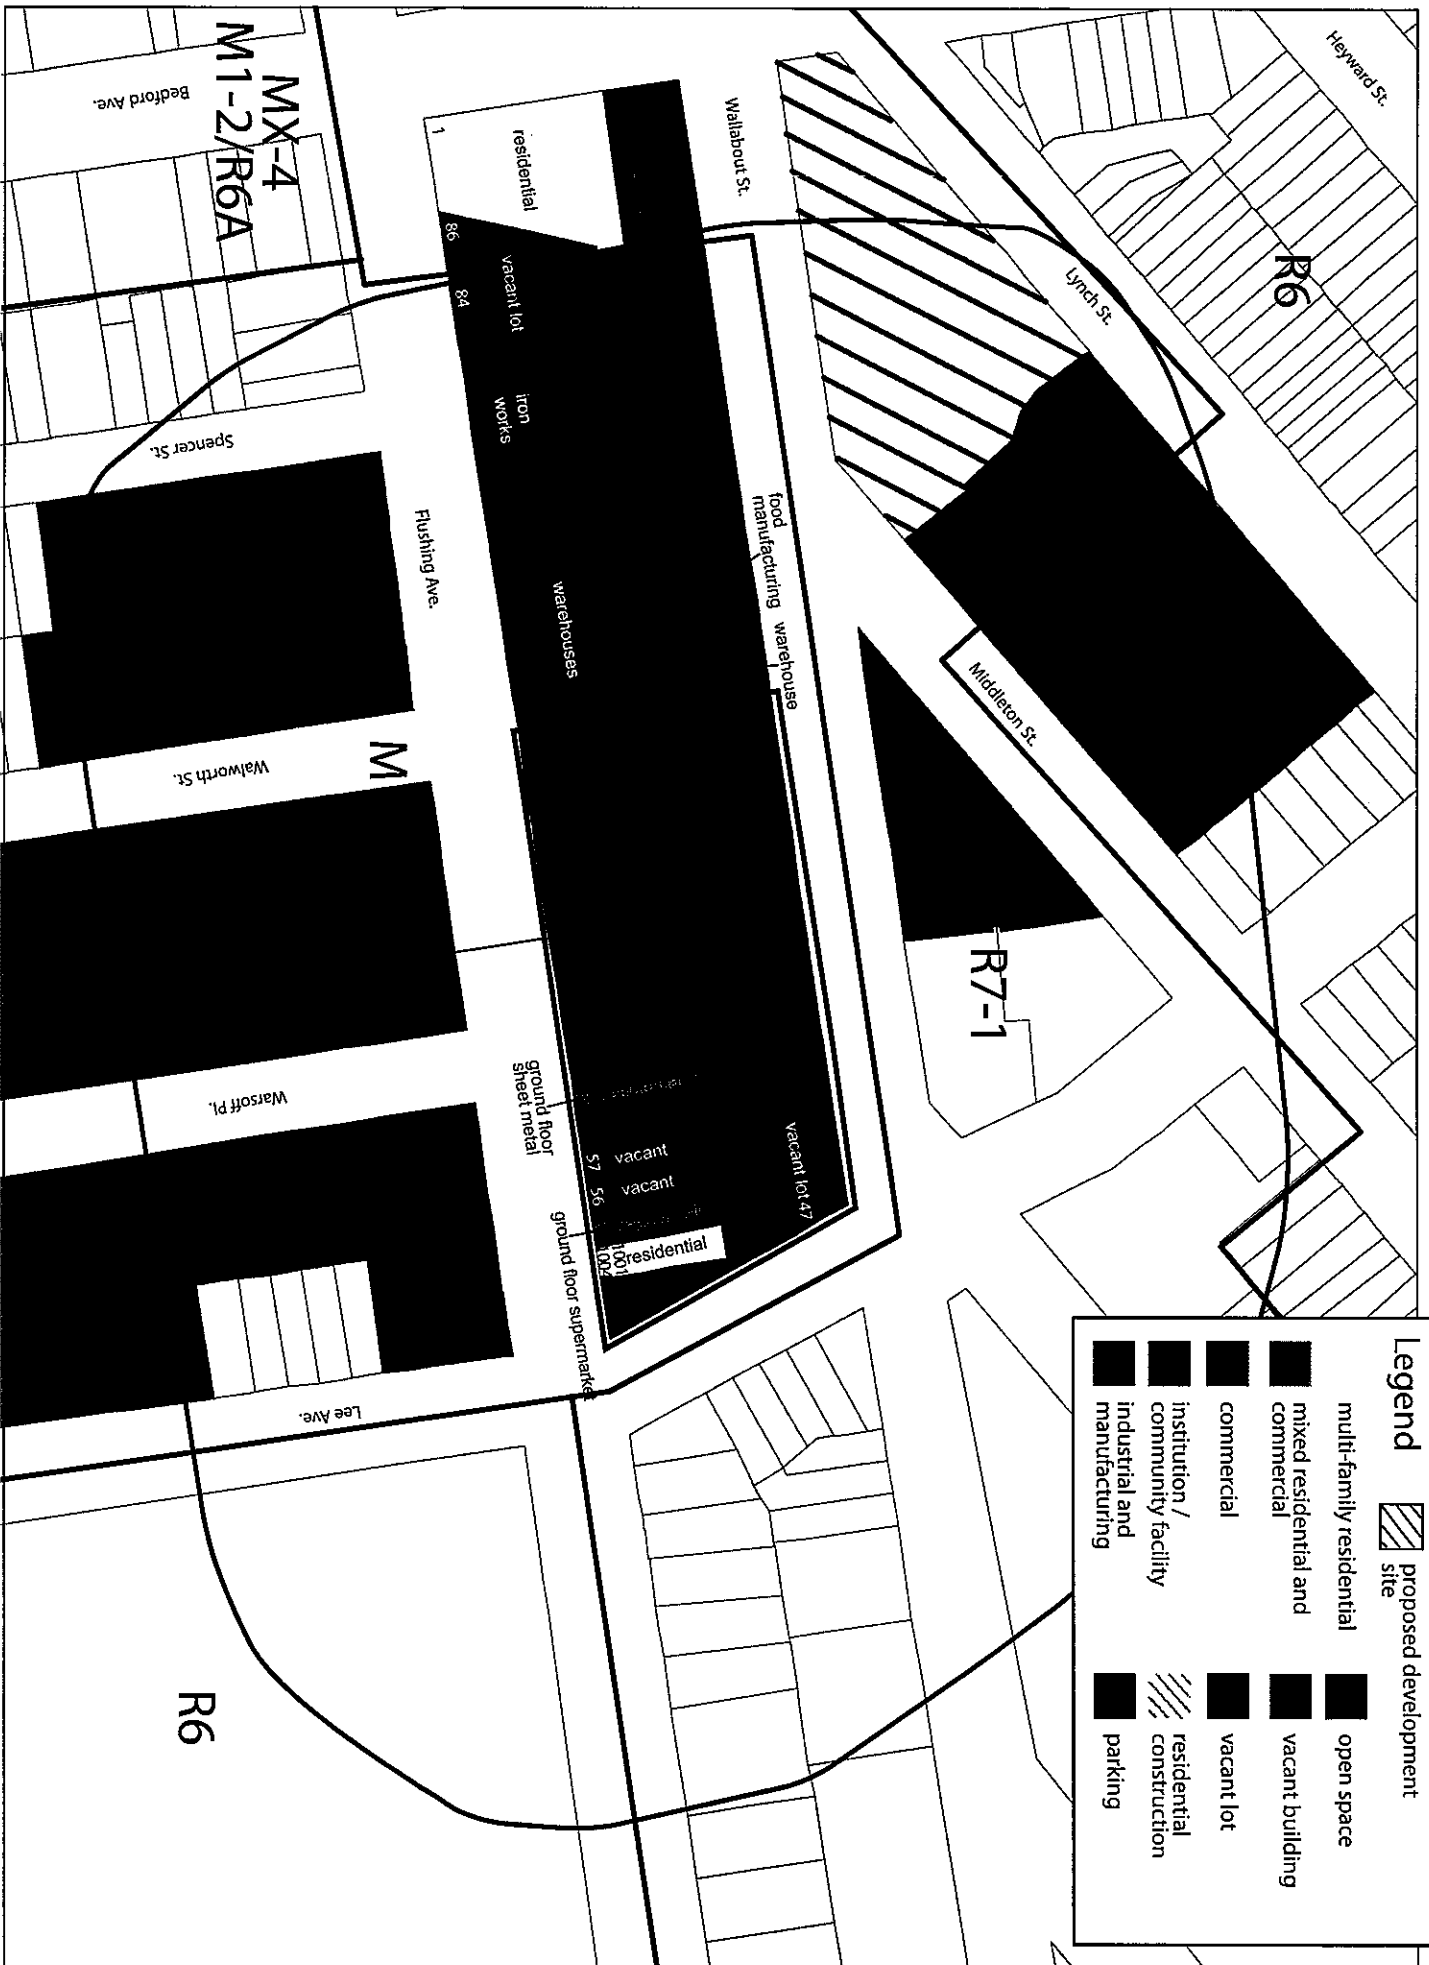 Heyward St.
R6
Lynch St.
Wallabout St.
Bedford Ave.
MX-4
M1-2/R6A
1
residential
86
vacant lot
84
iron
works
Spencer St.
Flushing Ave.
warehouses
food
manufacturing
warehouse
Middleton St.
Walworth St.
M
R7-1
Warsoff Pl.
ground floor
sheet metal
57
vacant
56
vacant
vacant lot 47
1001
1004
residential
ground floor supermarket
Lee Ave.
R6
Legend
proposed development
site
multi-family residential
mixed residential and
commercial
commercial
institution /
community facility
industrial and
manufacturing
open space
vacant building
vacant lot
residential
construction
parking